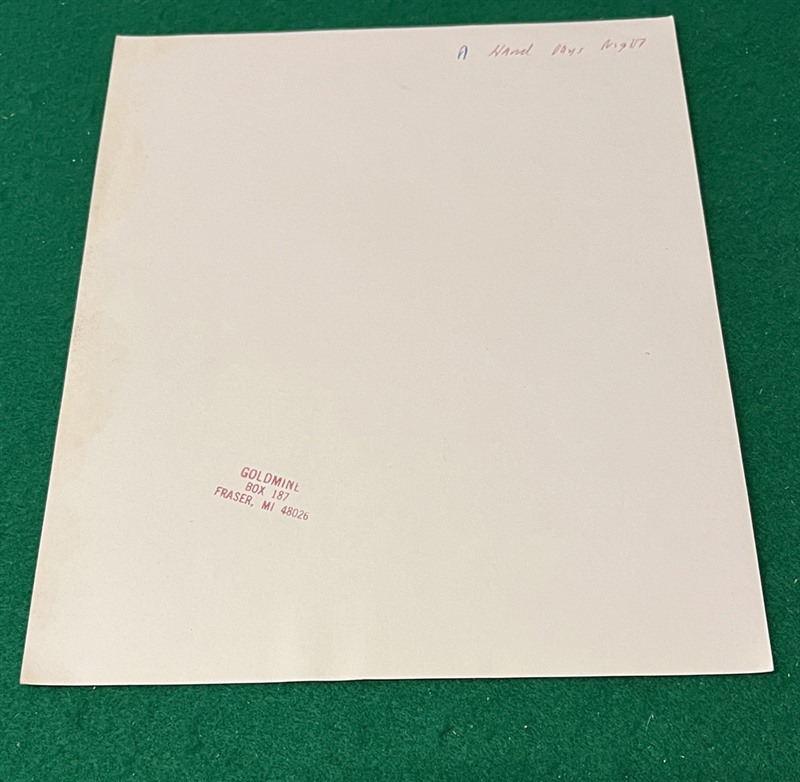 A Hard Days Night
GOLDMINE
BOX 187
FRASER, MI 48026